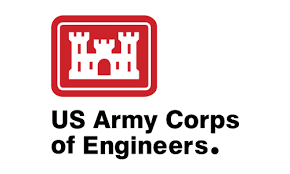 US Army Corps
of Engineers.